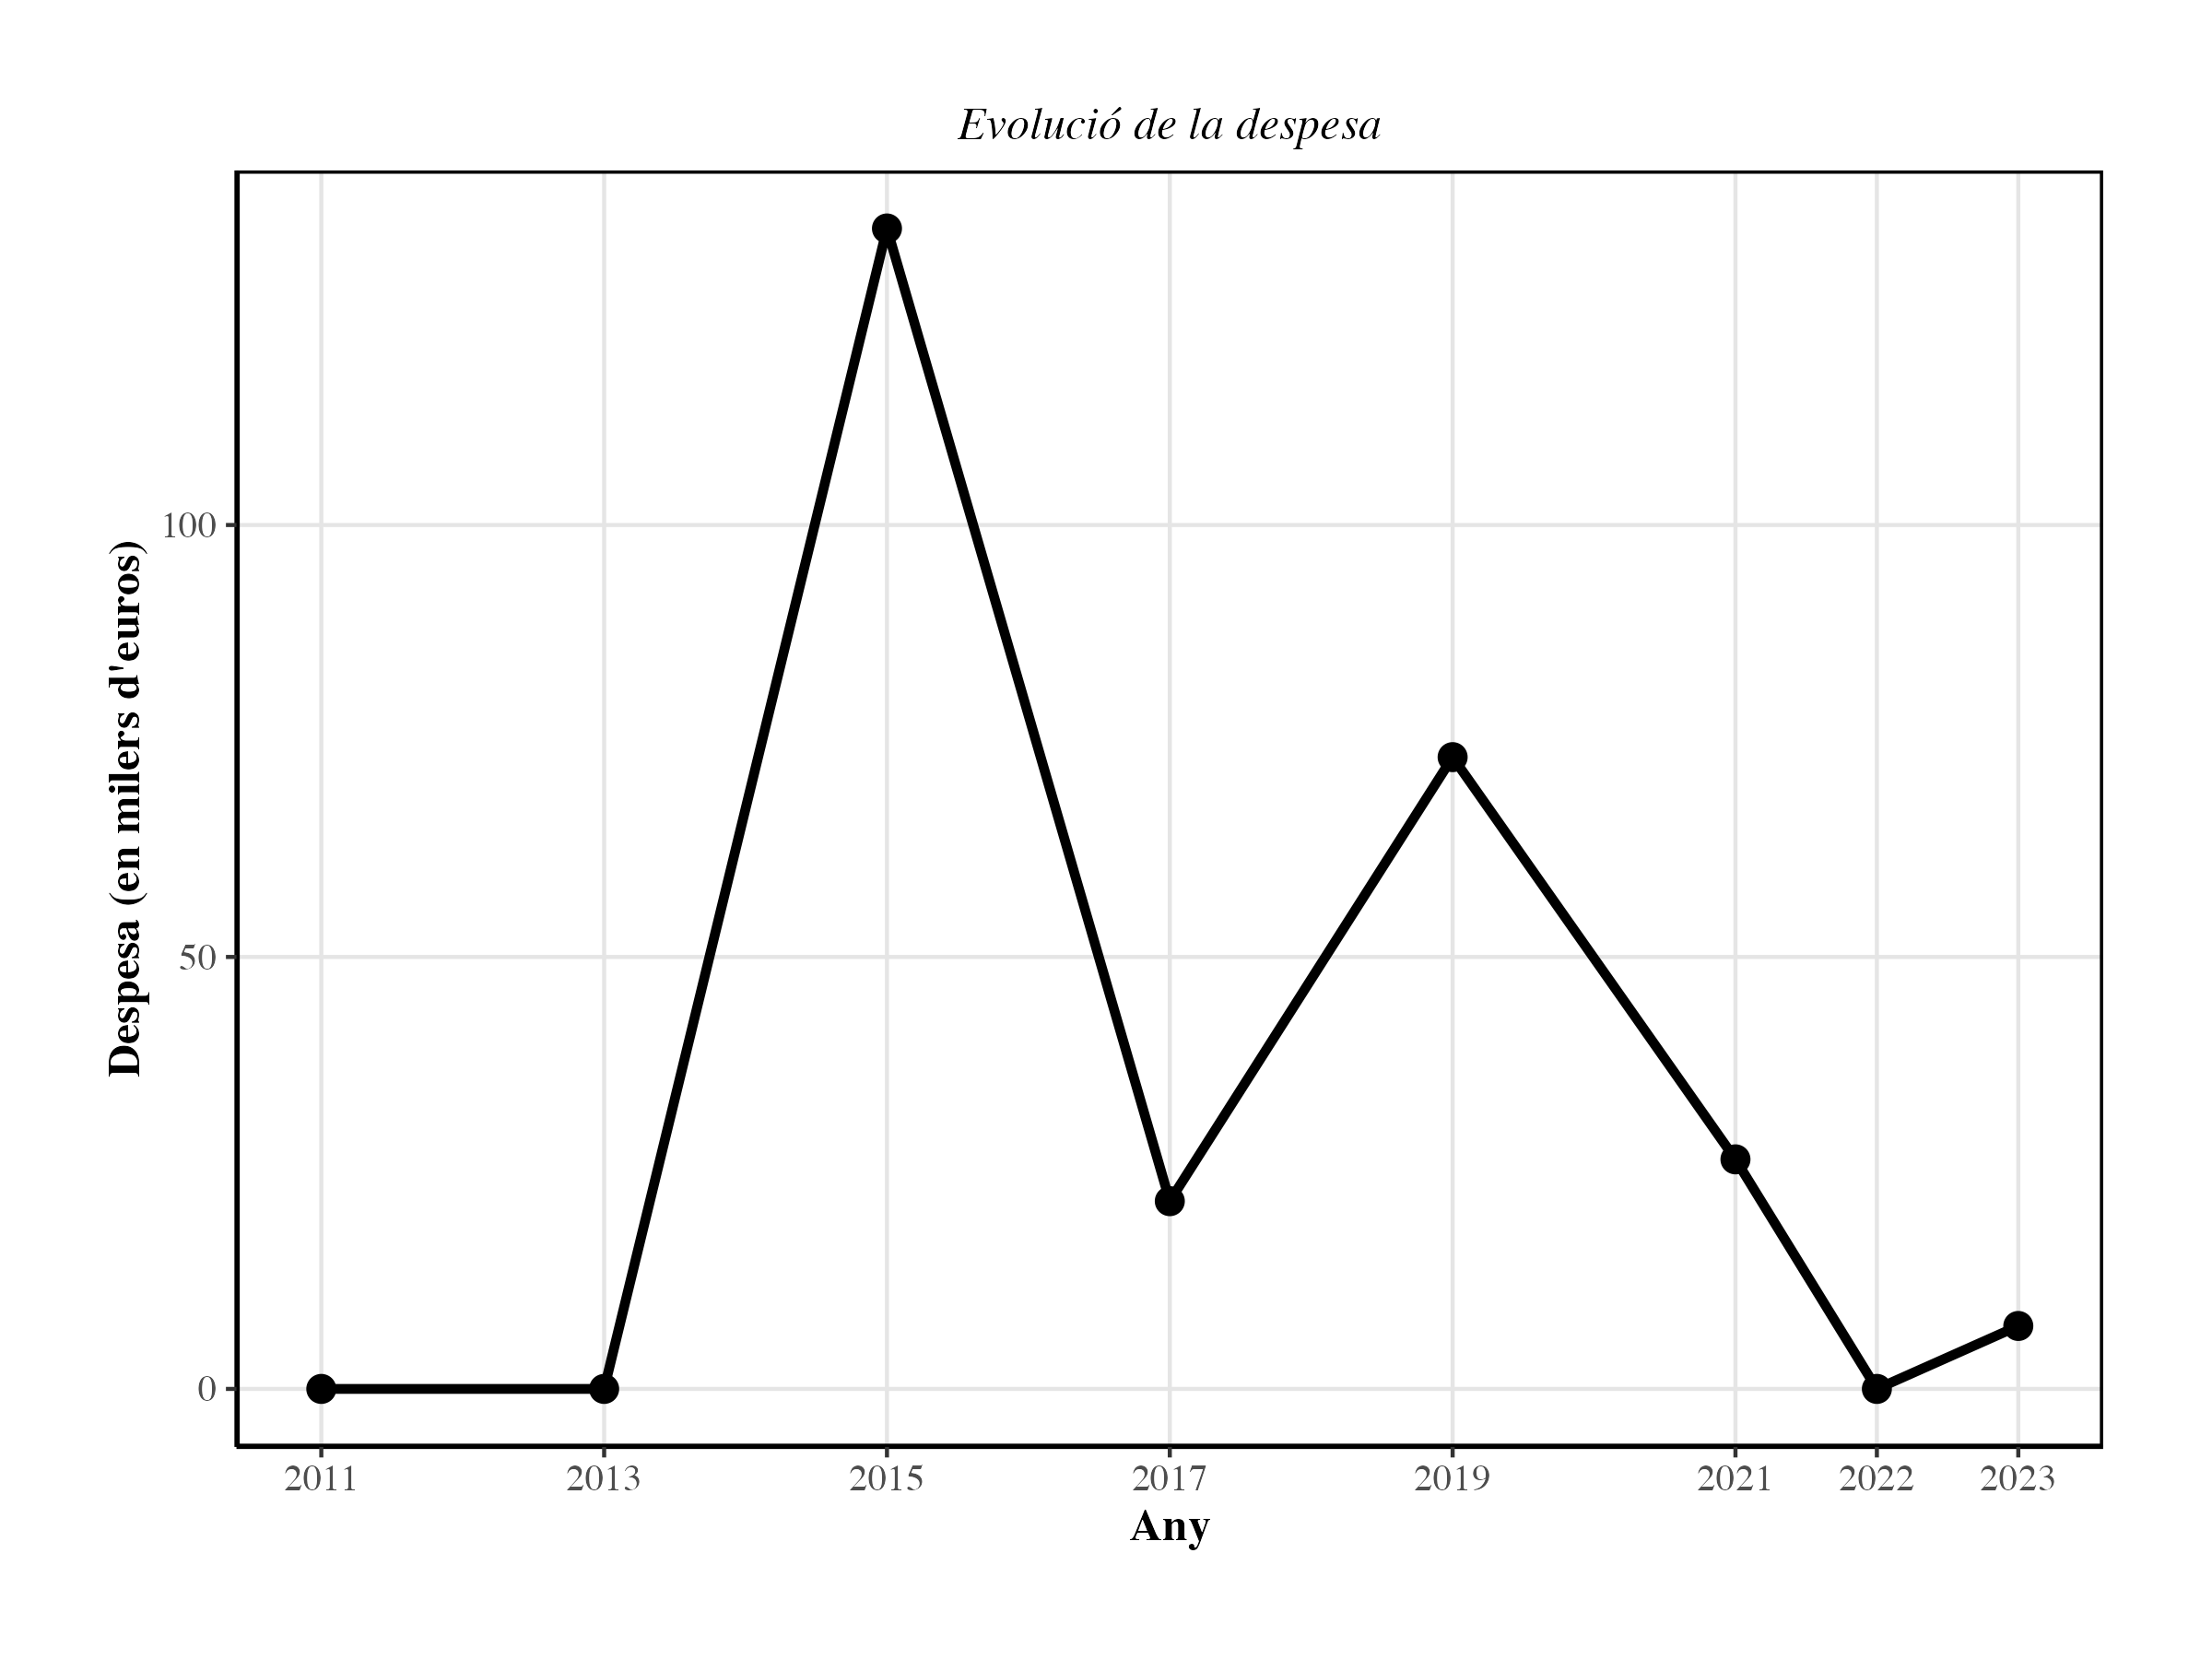 Evolució de la despesa
Despesa (en milers d'euros)
100
50
0
2011 2013 2015 2017 2019 2021 2022 2023
Any